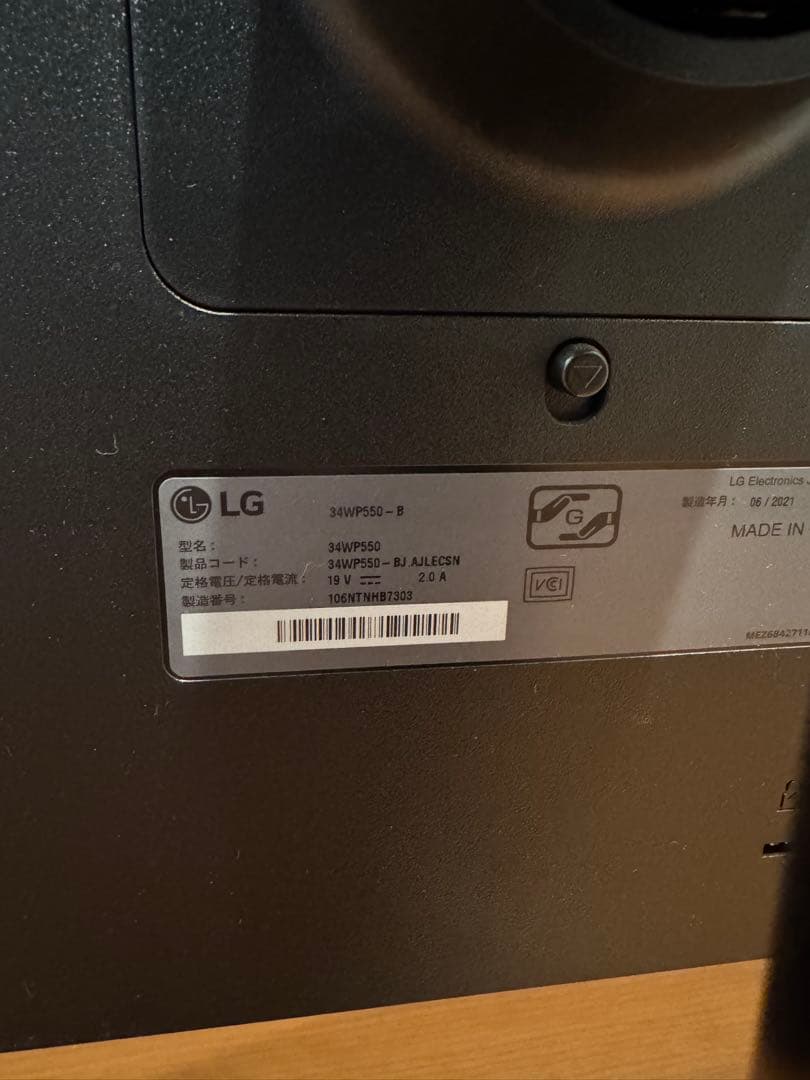 LG
34WP550-B
型名： 34WP550
製品コード： 34WP550-BJ.AJLECSN
定格電圧/定格電流： 19 V ⎓ 2.0 A
製造番号： 106NTNHB7303
G
VCCI
LG Electronics
製造年月： 06/2021
MADE IN